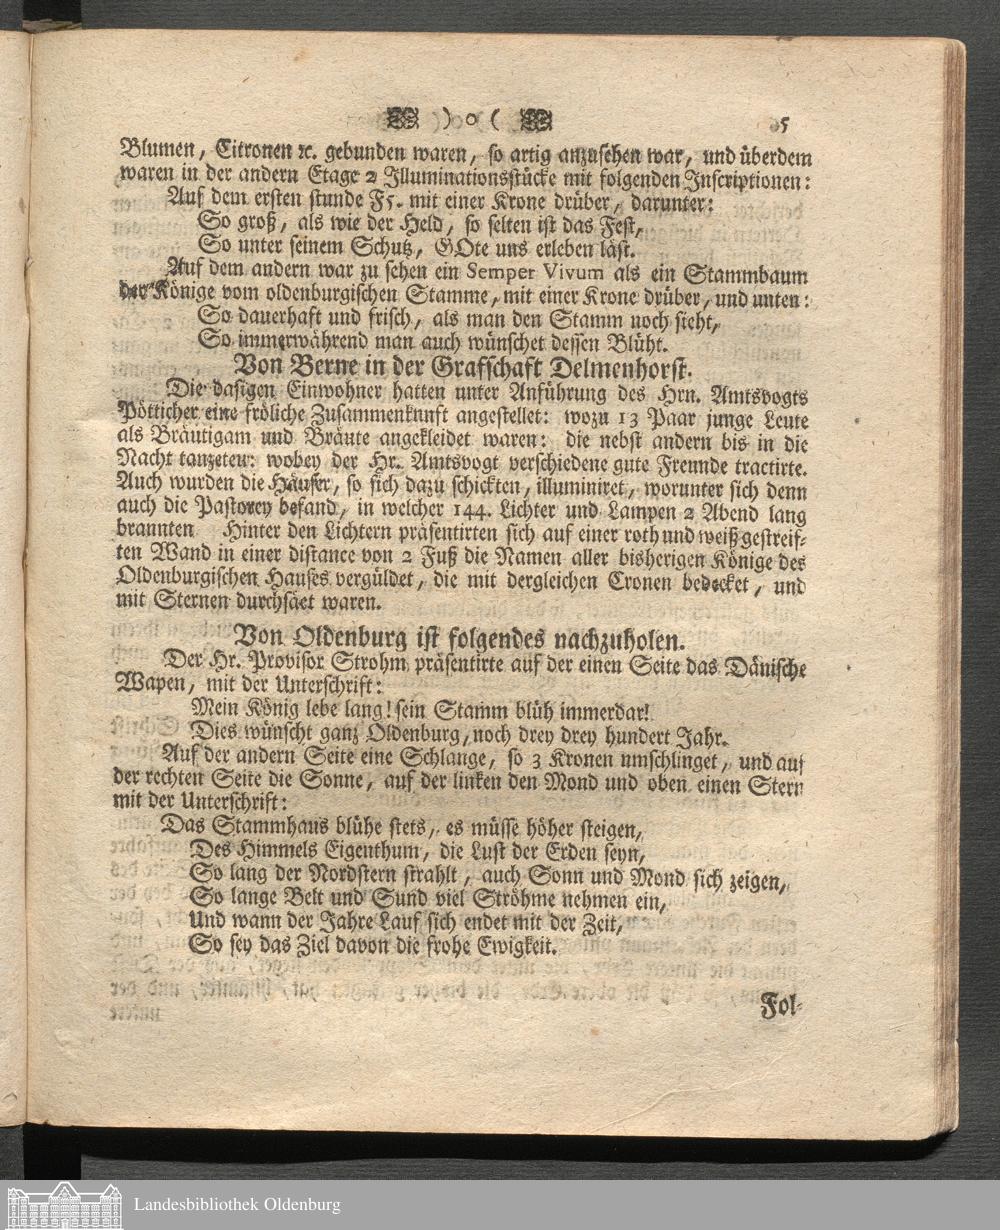 ) o ( 5
Blumen, Citronen ꝛc. gebunden waren, so artig anzusehen war, und überdem
waren in der andern Etage 2 Illuminationsstücke mit folgenden Inscriptionen:
Auf dem ersten stunde F5. mit einer Krone drüber, darunter:
So groß, als wie der Held, so selten ist das Fest,
So unter seinem Schutz, GOte uns erleben läst.
Auf dem andern war zu sehen ein Semper Vivum als ein Stammbaum
der Könige vom oldenburgischen Stamme, mit einer Krone drüber, und unten:
So dauerhaft und frisch, als man den Stamm noch sieht,
So immerwährend man auch wünschet dessen Blüht.
Von Berne in der Grafschaft Delmenhorst.
Die dasigen Einwohner hatten unter Anführung des Hrn. Amtsvogts
Pötticher eine fröliche Zusammenkunft angestellet: wozu 13 Paar junge Leute
als Bräutigam und Bräute angekleidet waren: die nebst andern bis in die
Nacht tanzeten: wobey der Hr. Amtsvogt verschiedene gute Freunde tractirte.
Auch wurden die Häuser, so sich dazu schickten, illuminiret, worunter sich denn
auch die Pastorey befand, in welcher 144. Lichter und Lampen 2 Abend lang
brannten Hinter den Lichtern präsentirten sich auf einer roth und weiß gestreif-
ten Wand in einer distance von 2 Fuß die Namen aller bisherigen Könige des
Oldenburgischen Hauses vergüldet, die mit dergleichen Cronen bedecket, und
mit Sternen durchsäet waren.
Von Oldenburg ist folgendes nachzuholen.
Der Hr. Provisor Strohm präsentirte auf der einen Seite das Dänische
Wapen, mit der Unterschrift:
Mein König lebe lang! sein Stamm blüh immerdar!
Dies wünscht ganz Oldenburg, noch drey drey hundert Jahr.
Auf der andern Seite eine Schlange, so 3 Kronen umschlinget, und auf
der rechten Seite die Sonne, auf der linken den Mond und oben einen Stern
mit der Unterschrift:
Das Stammhaus blühe stets, es müsse höher steigen,
Des Himmels Eigenthum, die Lust der Erden seyn,
So lang der Nordstern strahlt, auch Sonn und Mond sich zeigen,
So lange Belt und Sund viel Ströhme nehmen ein,
Und wann der Jahre Lauf sich endet mit der Zeit,
So sey das Ziel davon die frohe Ewigkeit.
Fol-
Landesbibliothek Oldenburg